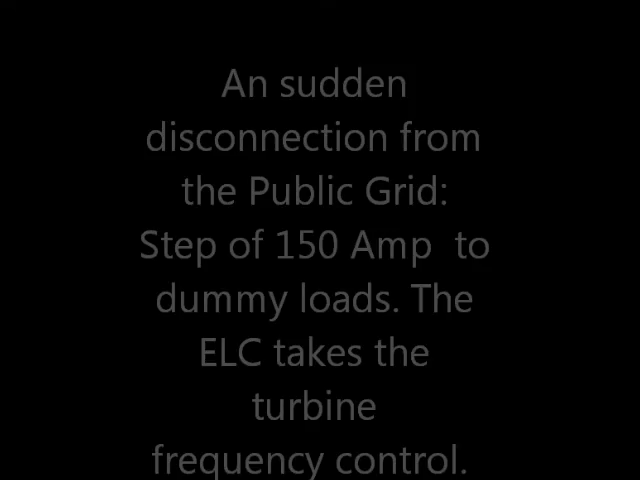 An sudden
disconnection from
the Public Grid:
Step of 150 Amp  to
dummy loads. The
ELC takes the
turbine
frequency control.